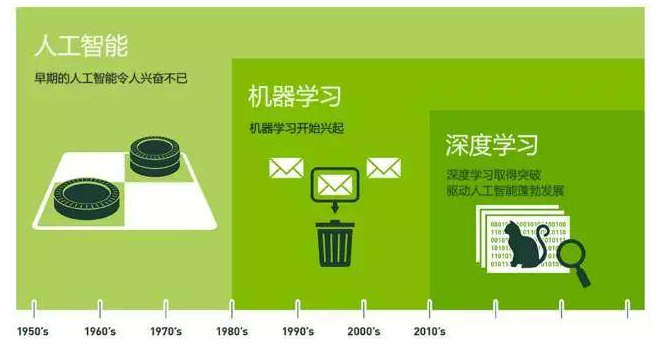 人工智能
早期的人工智能令人兴奋不已
机器学习
机器学习开始兴起
深度学习
深度学习取得突破
驱动人工智能蓬勃发展
1950's
1960's
1970's
1980's
1990's
2000's
2010's